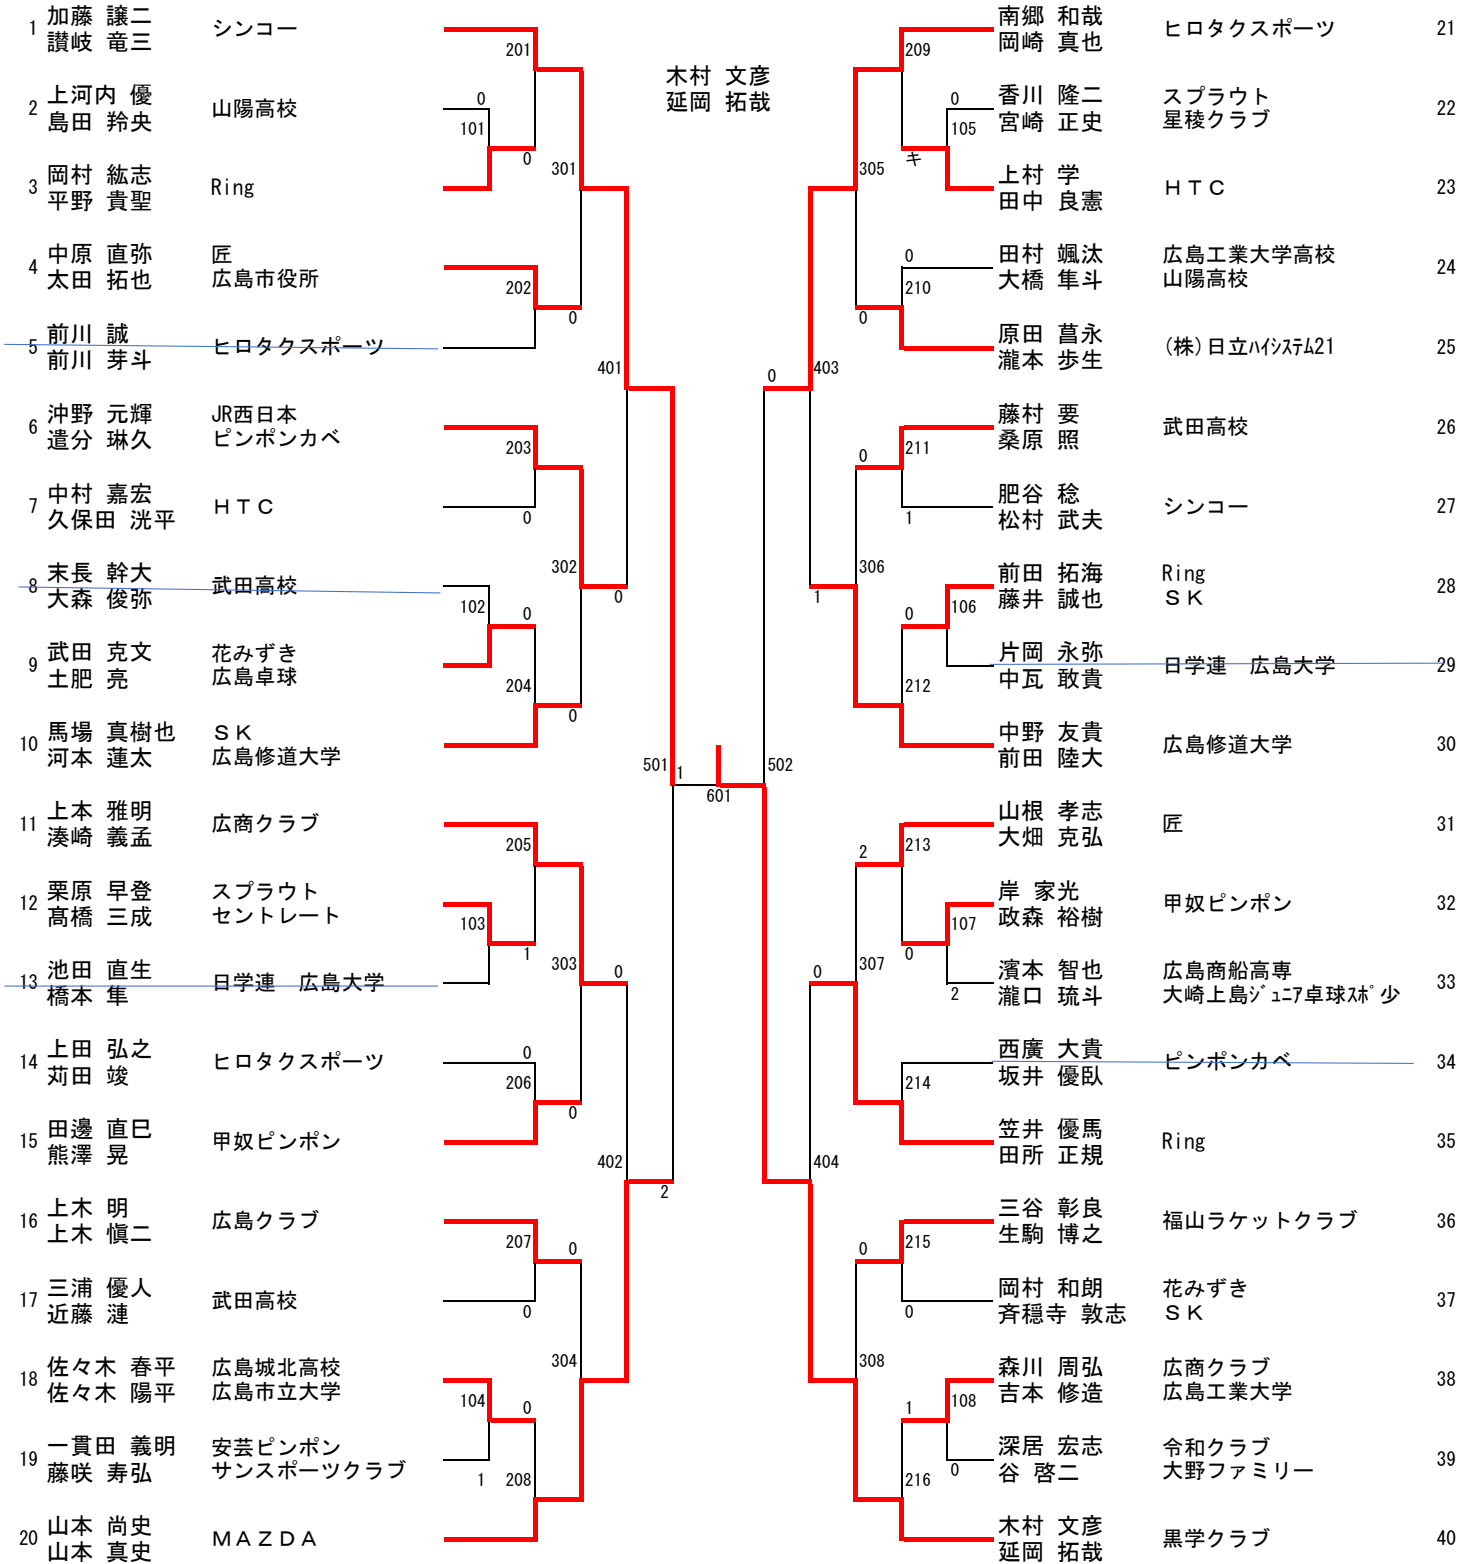 木村 文彦
延岡 拓哉
1 加藤 譲二 シンコー
讃岐 竜三
2 上河内 優 山陽高校
島田 羚央
3 岡村 紘志 Ring
平野 貴聖
4 中原 直弥 匠
太田 拓也 広島市役所
5 前川 誠 ヒロタクスポーツ
前川 芽斗
6 沖野 元輝 JR西日本
遣分 琳久 ピンポンカベ
7 中村 嘉宏 ＨＴＣ
久保田 洸平
8 末長 幹大 武田高校
大森 俊弥
9 武田 克文 花みずき
土肥 亮 広島卓球
10 馬場 真樹也 ＳＫ
河本 蓮太 広島修道大学
11 上本 雅明 広商クラブ
湊崎 義孟
12 栗原 早登 スプラウト
髙橋 三成 セントレート
13 池田 直生 日学連　広島大学
橋本 隼
14 上田 弘之 ヒロタクスポーツ
苅田 竣
15 田邊 直巳 甲奴ピンポン
熊澤 晃
16 上木 明 広島クラブ
上木 愼二
17 三浦 優人 武田高校
近藤 漣
18 佐々木 春平 広島城北高校
佐々木 陽平 広島市立大学
19 一貫田 義明 安芸ピンポン
藤咲 寿弘 サンスポーツクラブ
20 山本 尚史 ＭＡＺＤＡ
山本 真史
201
0
101
0
301
202
0
401
203
0
302
0
102
0
204
0
501
1
601
205
103
1
303
0
0
206
0
402
2
207
0
0
304
104
0
1
208
209
0
105
キ
305
0
210
0
403
0
211
0
1
306
1
0
106
212
502
213
2
107
0
2
307
0
214
404
215
0
0
308
108
1
0
216
南郷 和哉 ヒロタクスポーツ 21
岡崎 真也
香川 隆二 スプラウト 22
宮崎 正史 星稜クラブ
上村 学 ＨＴＣ 23
田中 良憲
田村 颯汰 広島工業大学高校 24
大橋 隼斗 山陽高校
原田 菖永 (株)日立ﾊｲｼｽﾃﾑ21 25
瀧本 歩生
藤村 要 武田高校 26
桑原 照
肥谷 稔 シンコー 27
松村 武夫
前田 拓海 Ring 28
藤井 誠也 ＳＫ
片岡 永弥 日学連　広島大学 29
中瓦 敢貴
中野 友貴 広島修道大学 30
前田 陸大
山根 孝志 匠 31
大畑 克弘
岸 家光 甲奴ピンポン 32
政森 裕樹
濱本 智也 広島商船高専 33
瀧口 琉斗 大崎上島ｼﾞｭﾆｱ卓球ｽﾎﾟ少
西廣 大貴 ピンポンカベ 34
坂井 優臥
笠井 優馬 Ring 35
田所 正規
三谷 彰良 福山ラケットクラブ 36
生駒 博之
岡村 和朗 花みずき 37
斉穏寺 敦志 ＳＫ
森川 周弘 広商クラブ 38
吉本 修造 広島工業大学
深居 宏志 令和クラブ 39
谷 啓二 大野ファミリー
木村 文彦 黒学クラブ 40
延岡 拓哉